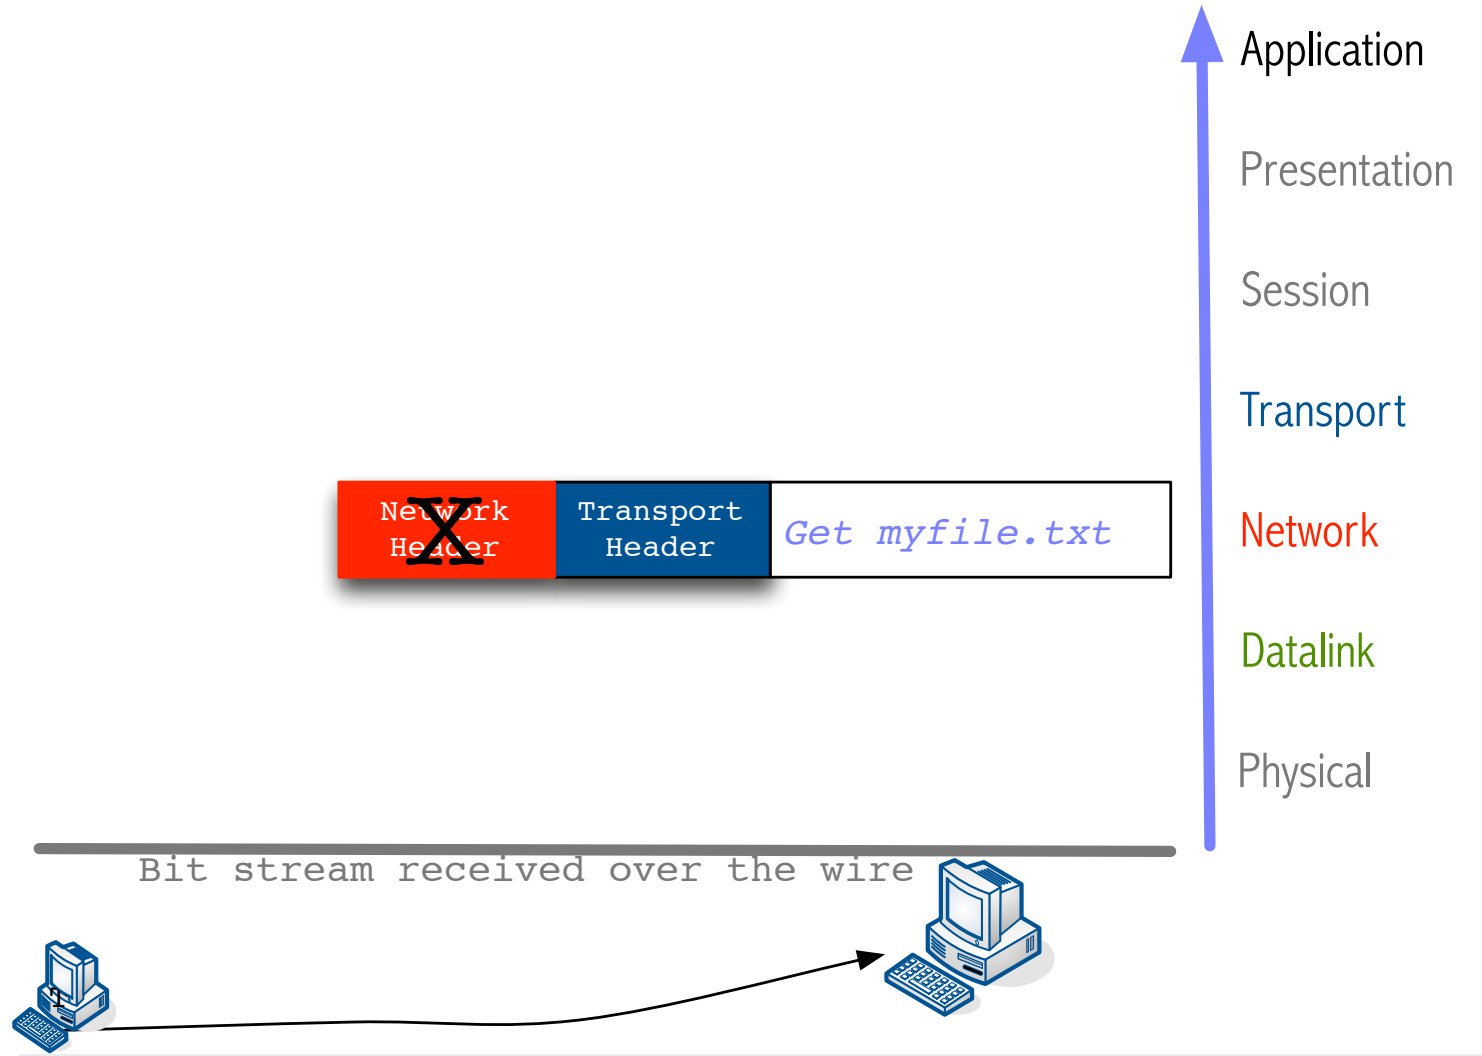 Application
Presentation
Session
Transport
Network
Header
X
Transport
Header
Get myfile.txt
Network
Datalink
Physical
Bit stream received over the wire